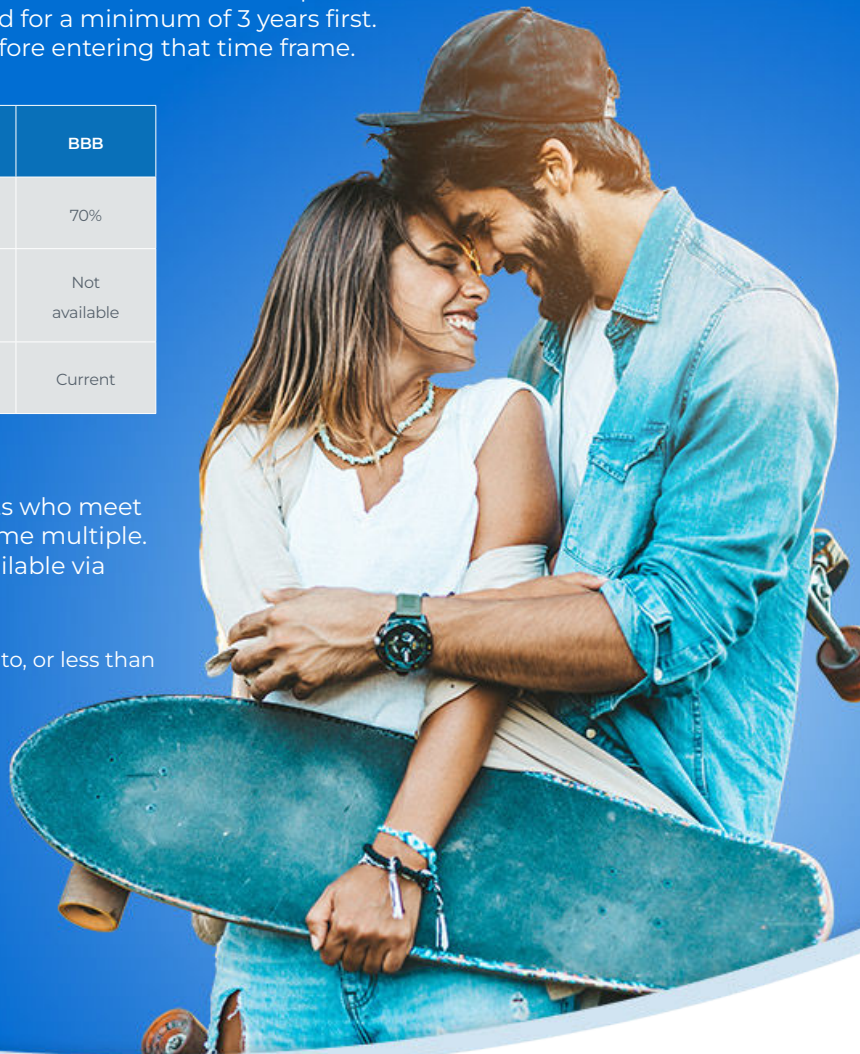 d for a minimum of 3 years first.
fore entering that time frame.
BBB
70%
Not
available
Current
s who meet
me multiple.
ilable via
to, or less than